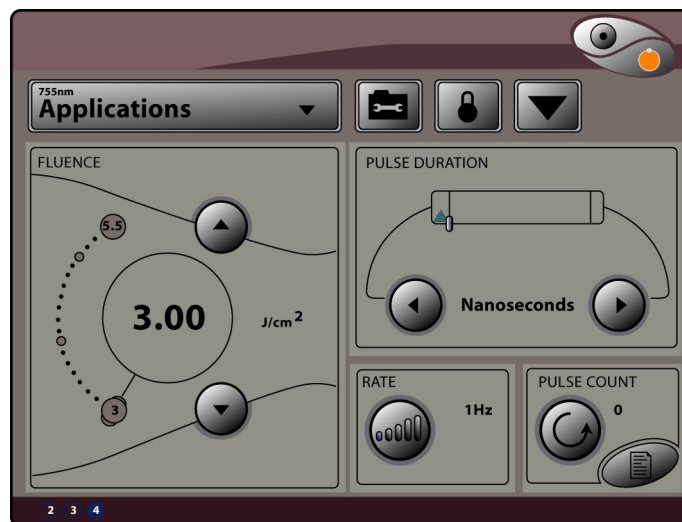 755nm
Applications
FLUENCE
5.5
3.00
J/cm2
3
PULSE DURATION
Nanoseconds
RATE
1Hz
PULSE COUNT
0
2 3 4